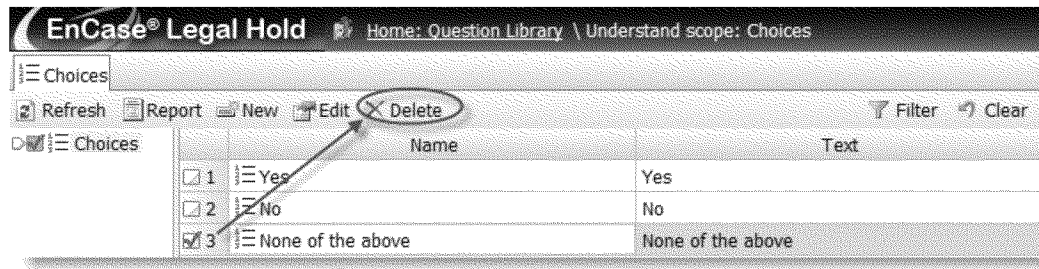 EnCase® Legal Hold Home: Question Library \ Understand scope: Choices
Choices
Refresh Report New Edit Delete Filter Clear
Choices Name Text
1 Yes Yes
2 No No
3 None of the above None of the above